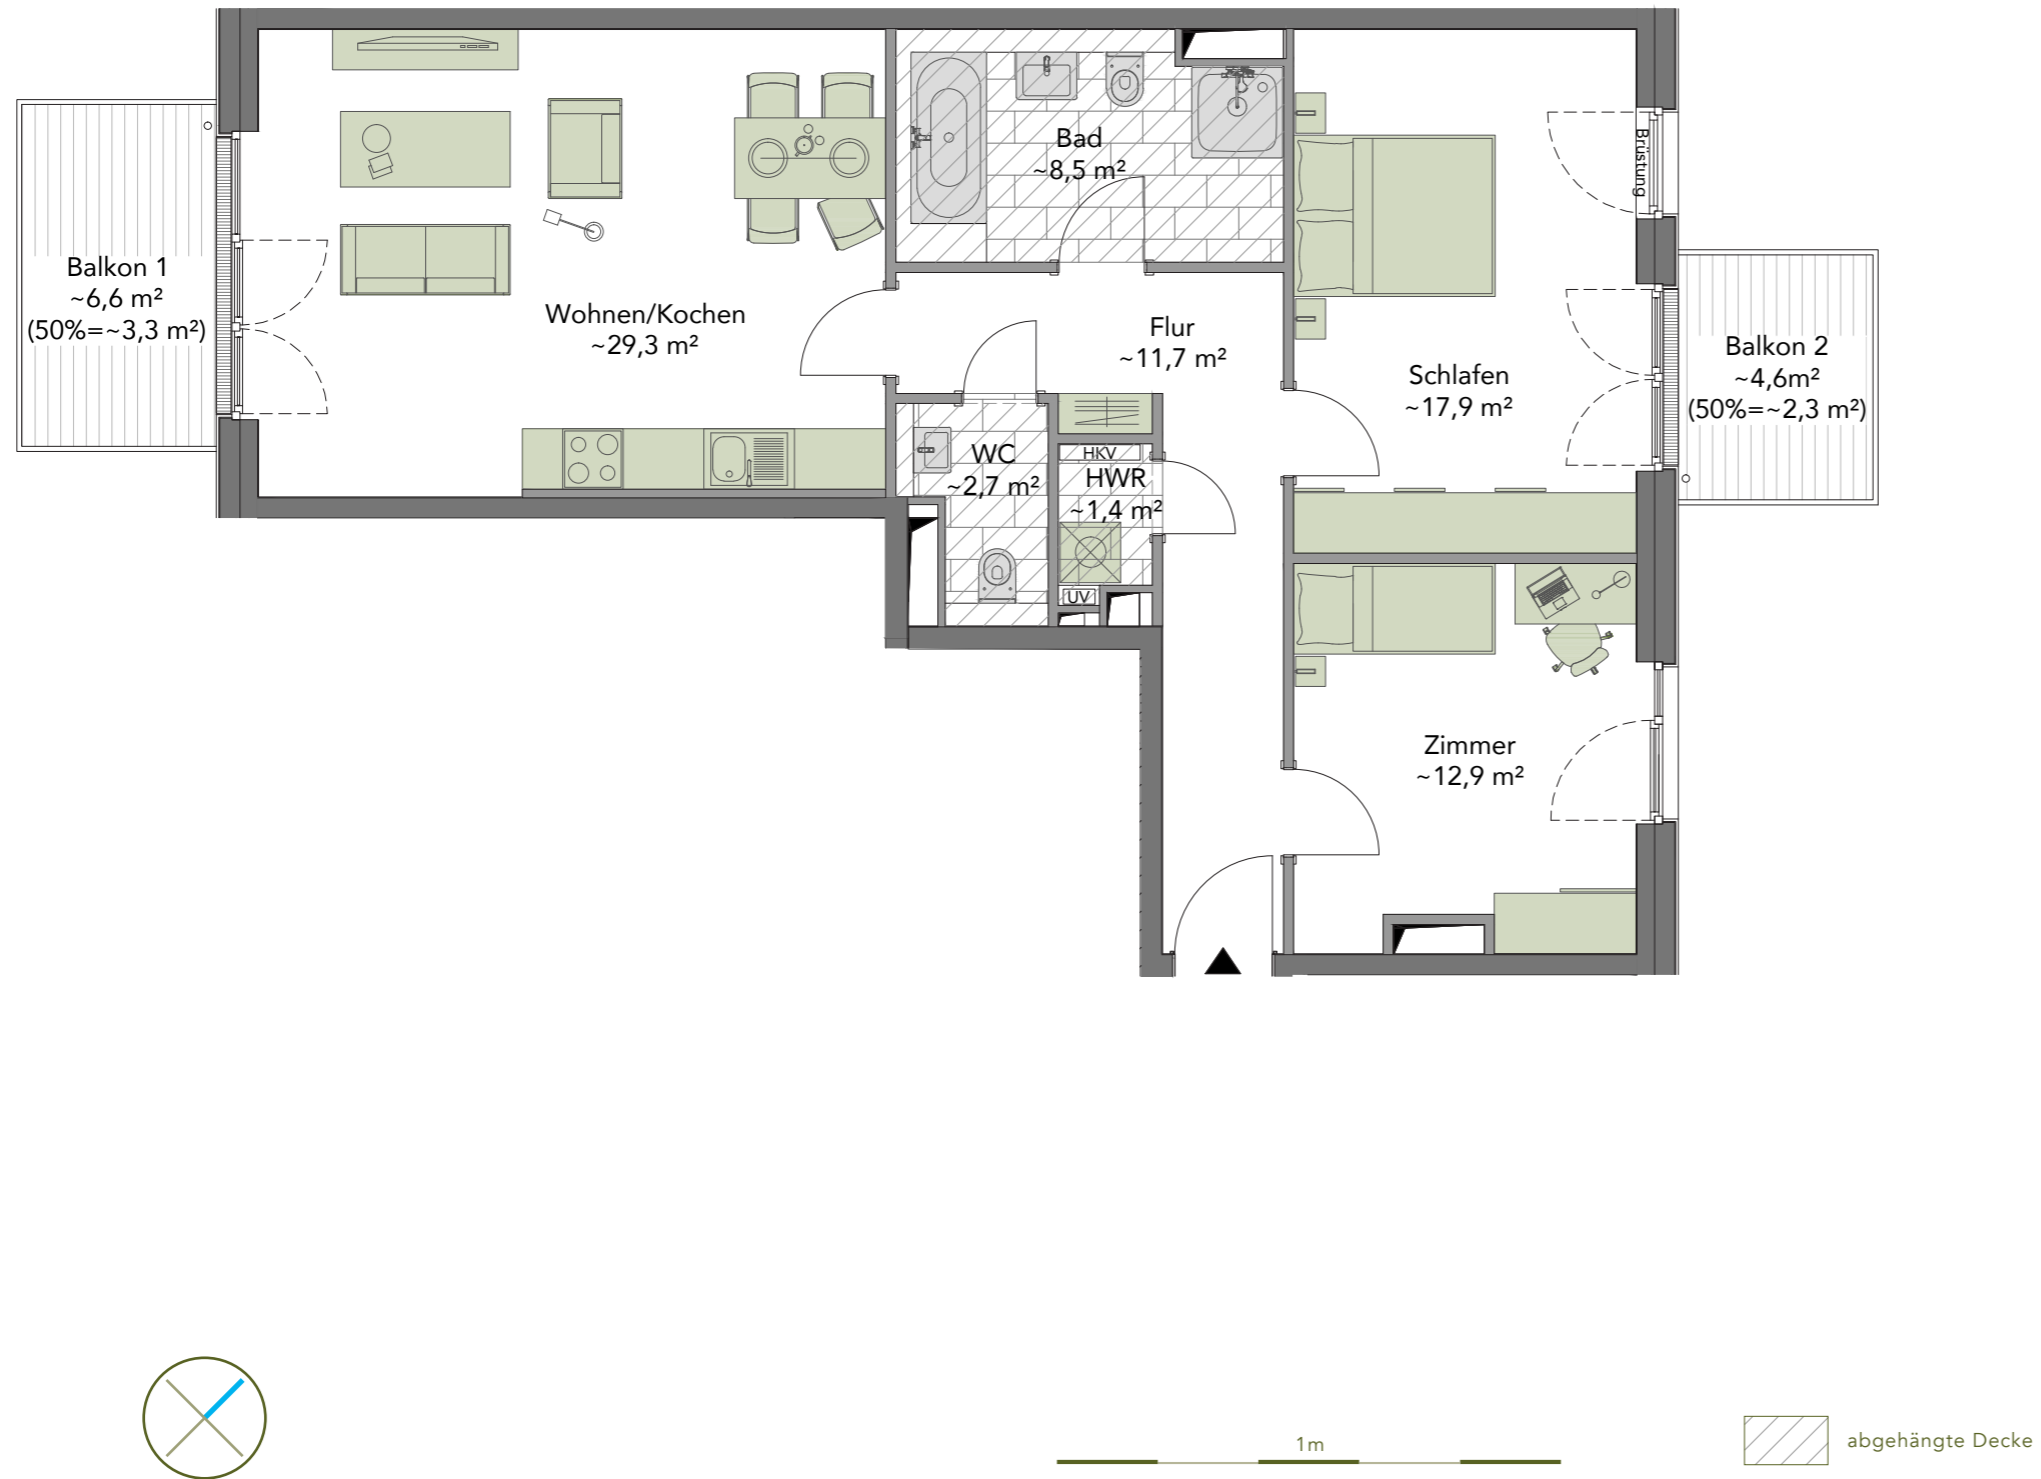 Balkon 1
~6,6 m²
(50%=~3,3 m²)
Wohnen/Kochen
~29,3 m²
Bad
~8,5 m²
Flur
~11,7 m²
WC
~2,7 m²
HKV
HWR
~1,4 m²
UV
Brüstung
Schlafen
~17,9 m²
Balkon 2
~4,6m²
(50%=~2,3 m²)
Zimmer
~12,9 m²
1m
abgehängte Decke